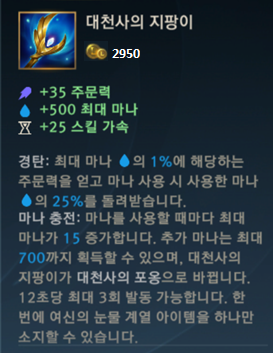 대천사의 지팡이
2950
+35 주문력
+500 최대 마나
+25 스킬 가속
경탄: 최대 마나 의 1%에 해당하는
주문력을 얻고 마나 사용 시 사용한 마나
의 25%를 돌려받습니다.
마나 충전: 마나를 사용할 때마다 최대
마나가 15 증가합니다. 추가 마나는 최대
700까지 획득할 수 있으며, 대천사의
지팡이가 대천사의 포옹으로 바뀝니다.
12초당 최대 3회 발동 가능합니다. 한
번에 여신의 눈물 계열 아이템을 하나만
소지할 수 있습니다.